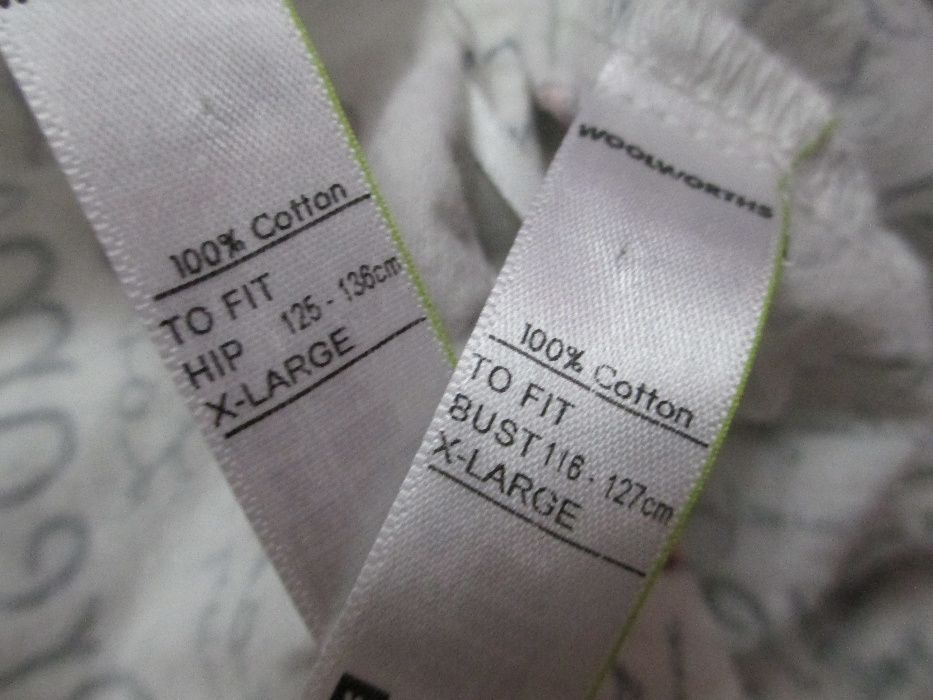 100% Cotton
TO FIT
HIP 125 - 136cm
X-LARGE
WOOLWORTHS
100% Cotton
TO FIT
BUST 116 - 127cm
X-LARGE